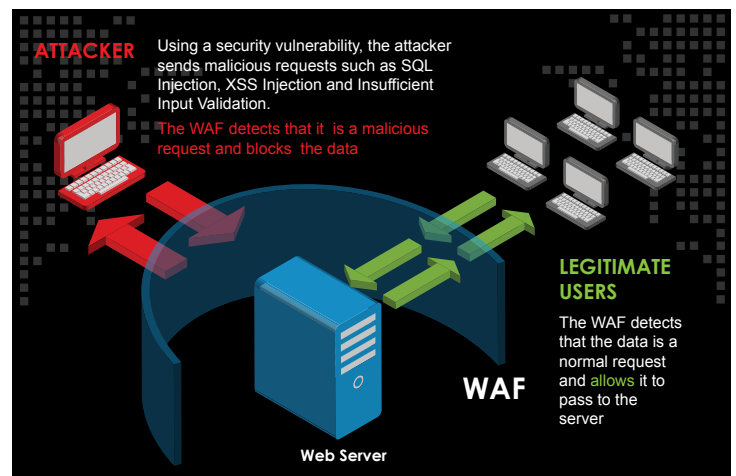 ATTACKER
Using a security vulnerability, the attacker
sends malicious requests such as SQL
Injection, XSS Injection and Insufficient
Input Validation.
The WAF detects that it is a malicious
request and blocks the data
LEGITIMATE
USERS
The WAF detects
that the data is a
normal request
and allows it to
pass to the
server
WAF
Web Server